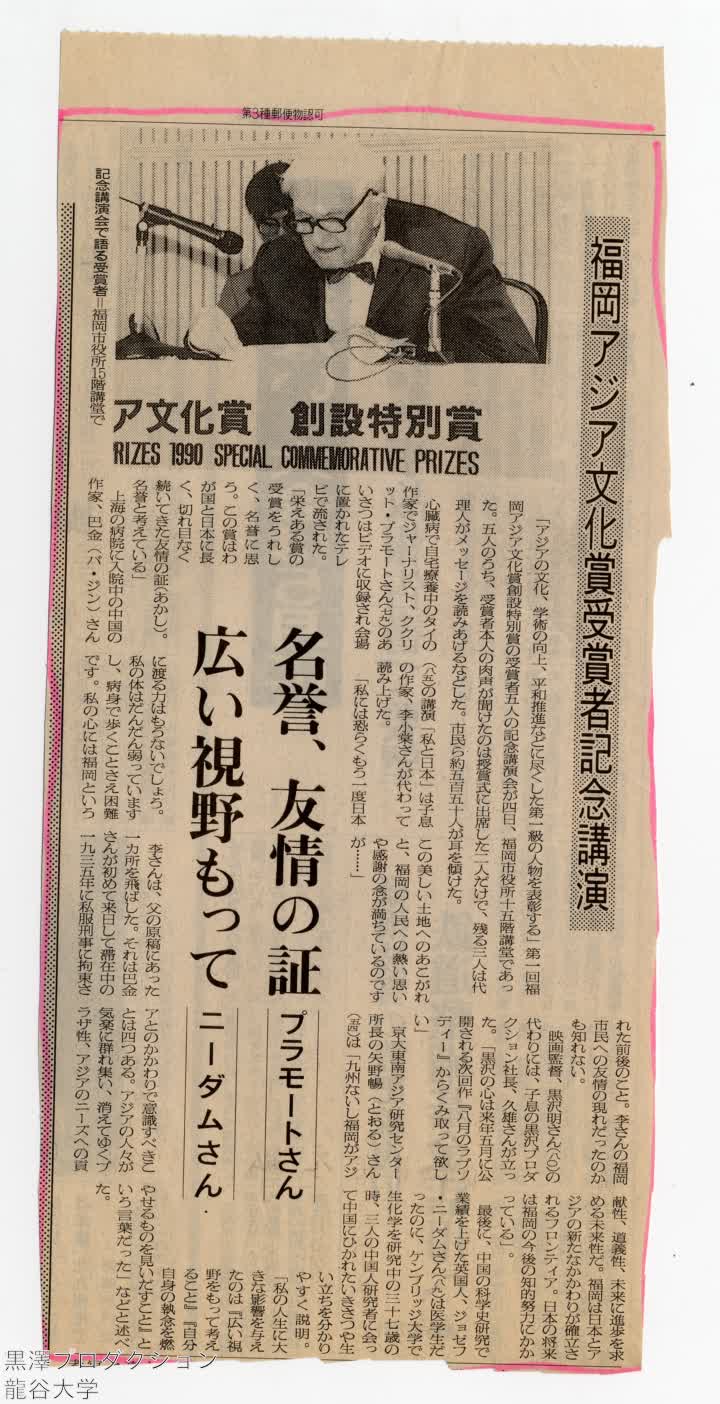 第3種郵便物認可
福岡アジア文化賞受賞者記念講演
記念講演会で語る受賞者＝福岡市役所15階講堂で
ア文化賞　創設特別賞
RIZES 1990 SPECIAL COMMEMORATIVE PRIZES
名誉、友情の証　プラモートさん
広い視野もって　ニーダムさん
「アジアの文化、学術の向上、平和推進などに尽くした第一級の人物を表彰する」第一回福
岡アジア文化賞創設特別賞の受賞者五人の記念講演会が四日、福岡市役所十五階講堂であっ
た。五人のうち、受賞者本人の肉声が聞けたのは授賞式に出席した二人だけで、残る三人は代
理人がメッセージを読みあげるなどした。市民ら約五百五十人が耳を傾けた。
心臓病で自宅療養中のタイの
作家でジャーナリスト、ククリ
ット・プラモートさん(七九)のあ
いさつはビデオに収録され会場
に置かれたテレ
ビで流された。
「栄えある賞の
受賞をうれし
く、名誉に思
う。この賞はわ
が国と日本に長
く、切れ目なく
続いてきた友情の証(あかし)。
名誉と考えている」
上海の病院に入院中の中国の
作家、巴金（バ・ジン）さん
(八五)の講演「私と日本」は子息
の作家、李小棠さんが代わって
読み上げた。
「私には恐らくもう一度日本
に渡る力はもうないでしょう。
私の体はだんだん弱っています
し、病身で歩くことさえ困難
です。私の心には福岡という
この美しい土地へのあこがれ
と、福岡の人民への熱い思い
や感謝の念が満ちているのです
が……」
李さんは、父の原稿にあった
一カ所を飛ばした。それは巴金
さんが初めて来日して滞在中の
一九三五年に私服刑事に拘束さ
れた前後のこと。李さんの福岡
市民への友情の現れだったのか
も知れない。
映画監督、黒沢明さん(八〇)の
代わりには、子息の黒沢プロダ
クション社長、久雄さんが立っ
た。「黒沢の心は来年五月に公
開される次回作『八月のラプソ
ディー』からくみ取って欲し
い」
京大東南アジア研究センター
所長の矢野暢（とおる）さん
(五四)は「九州ないし福岡がアジ
アとのかかわりで意識すべきこ
とは四つある。アジアの人々が
気楽に群れ集い、消えてゆくプ
ラザ性、アジアのニーズへの貢
献性、道義性、未来に進歩を求
める未来性だ。福岡は日本とア
ジアの新たなかかわりが確立さ
れるフロンティア。日本の将来
は福岡の今後の知的努力にかか
っている」。
最後に、中国の科学史研究で
業績を上げた英国人、ジョセフ
・ニーダムさん(八九)は医学生だ
ったのに、ケンブリッジ大学で
生化学を研究中の三十七歳の
時、三人の中国人研究者に会っ
て中国にひかれたいきさつや生
い立ちを分かり
やすく説明。
「私の人生に大
きな影響を与え
たのは『広い視
野をもって考え
ること』『自分
自身の執念を燃
やせるものを見いだすこと』と
いう言葉だった」などと述べ
た。
黒澤プロダクション
龍谷大学